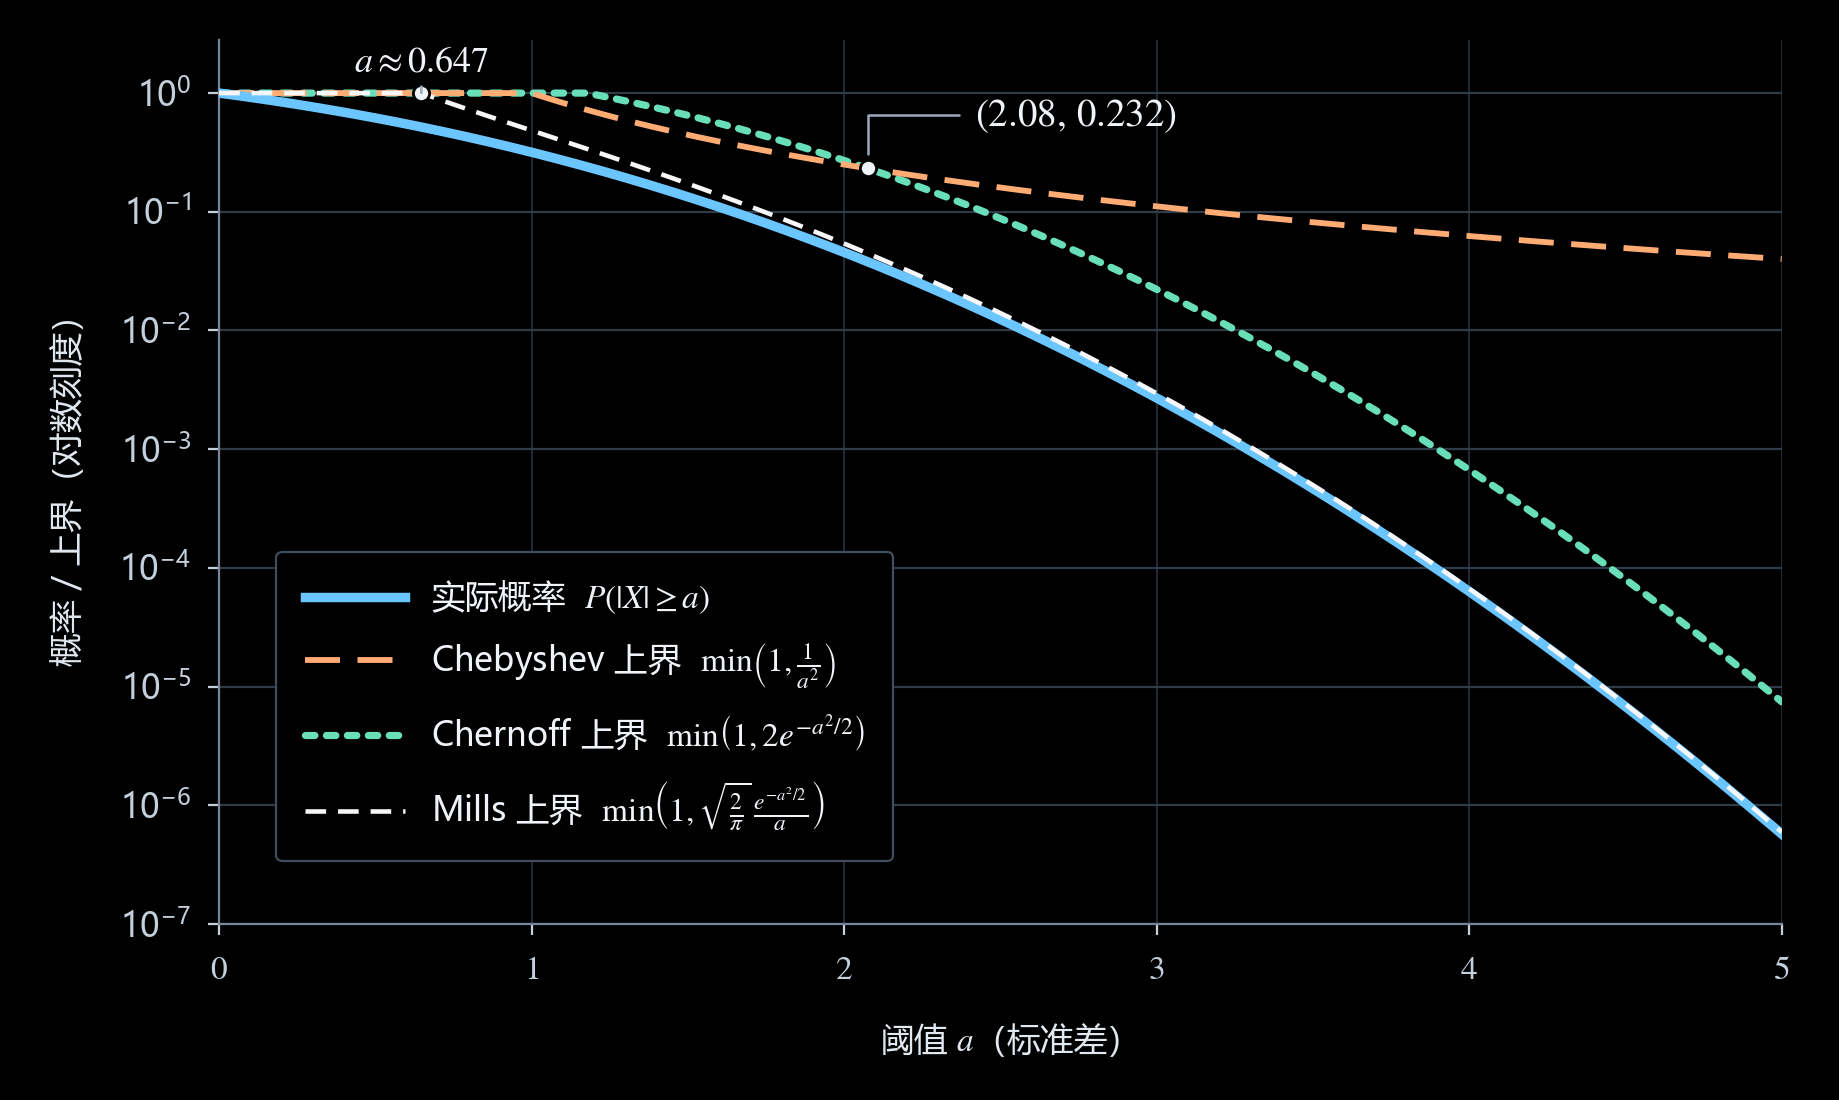 a≈0.647
(2.08, 0.232)
10⁰
10⁻¹
10⁻²
10⁻³
10⁻⁴
10⁻⁵
10⁻⁶
10⁻⁷
概率 / 上界（对数刻度）
实际概率 P(|X|≥a)
Chebyshev 上界 min(1, 1/a²)
Chernoff 上界 min(1, 2e^{−a²/2})
Mills 上界 min(1, √(2/π) e^{−a²/2}/a)
0 1 2 3 4 5
阈值 a（标准差）